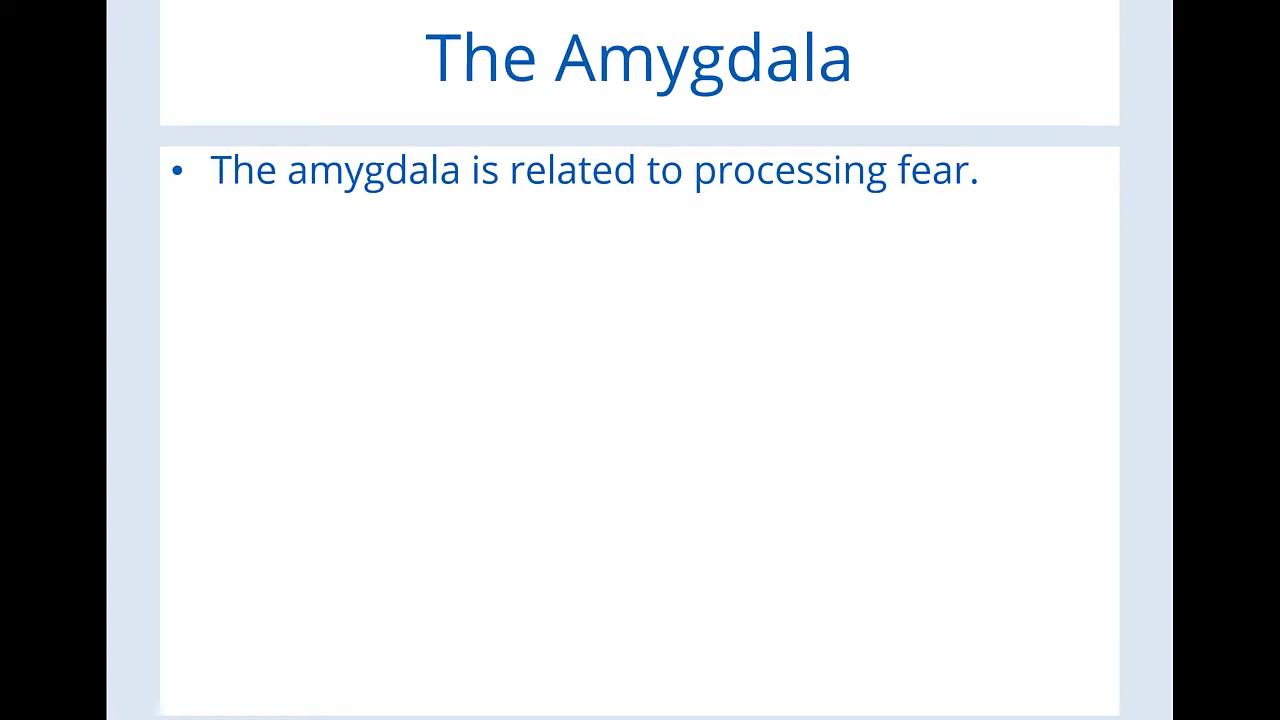 The Amygdala
• The amygdala is related to processing fear.